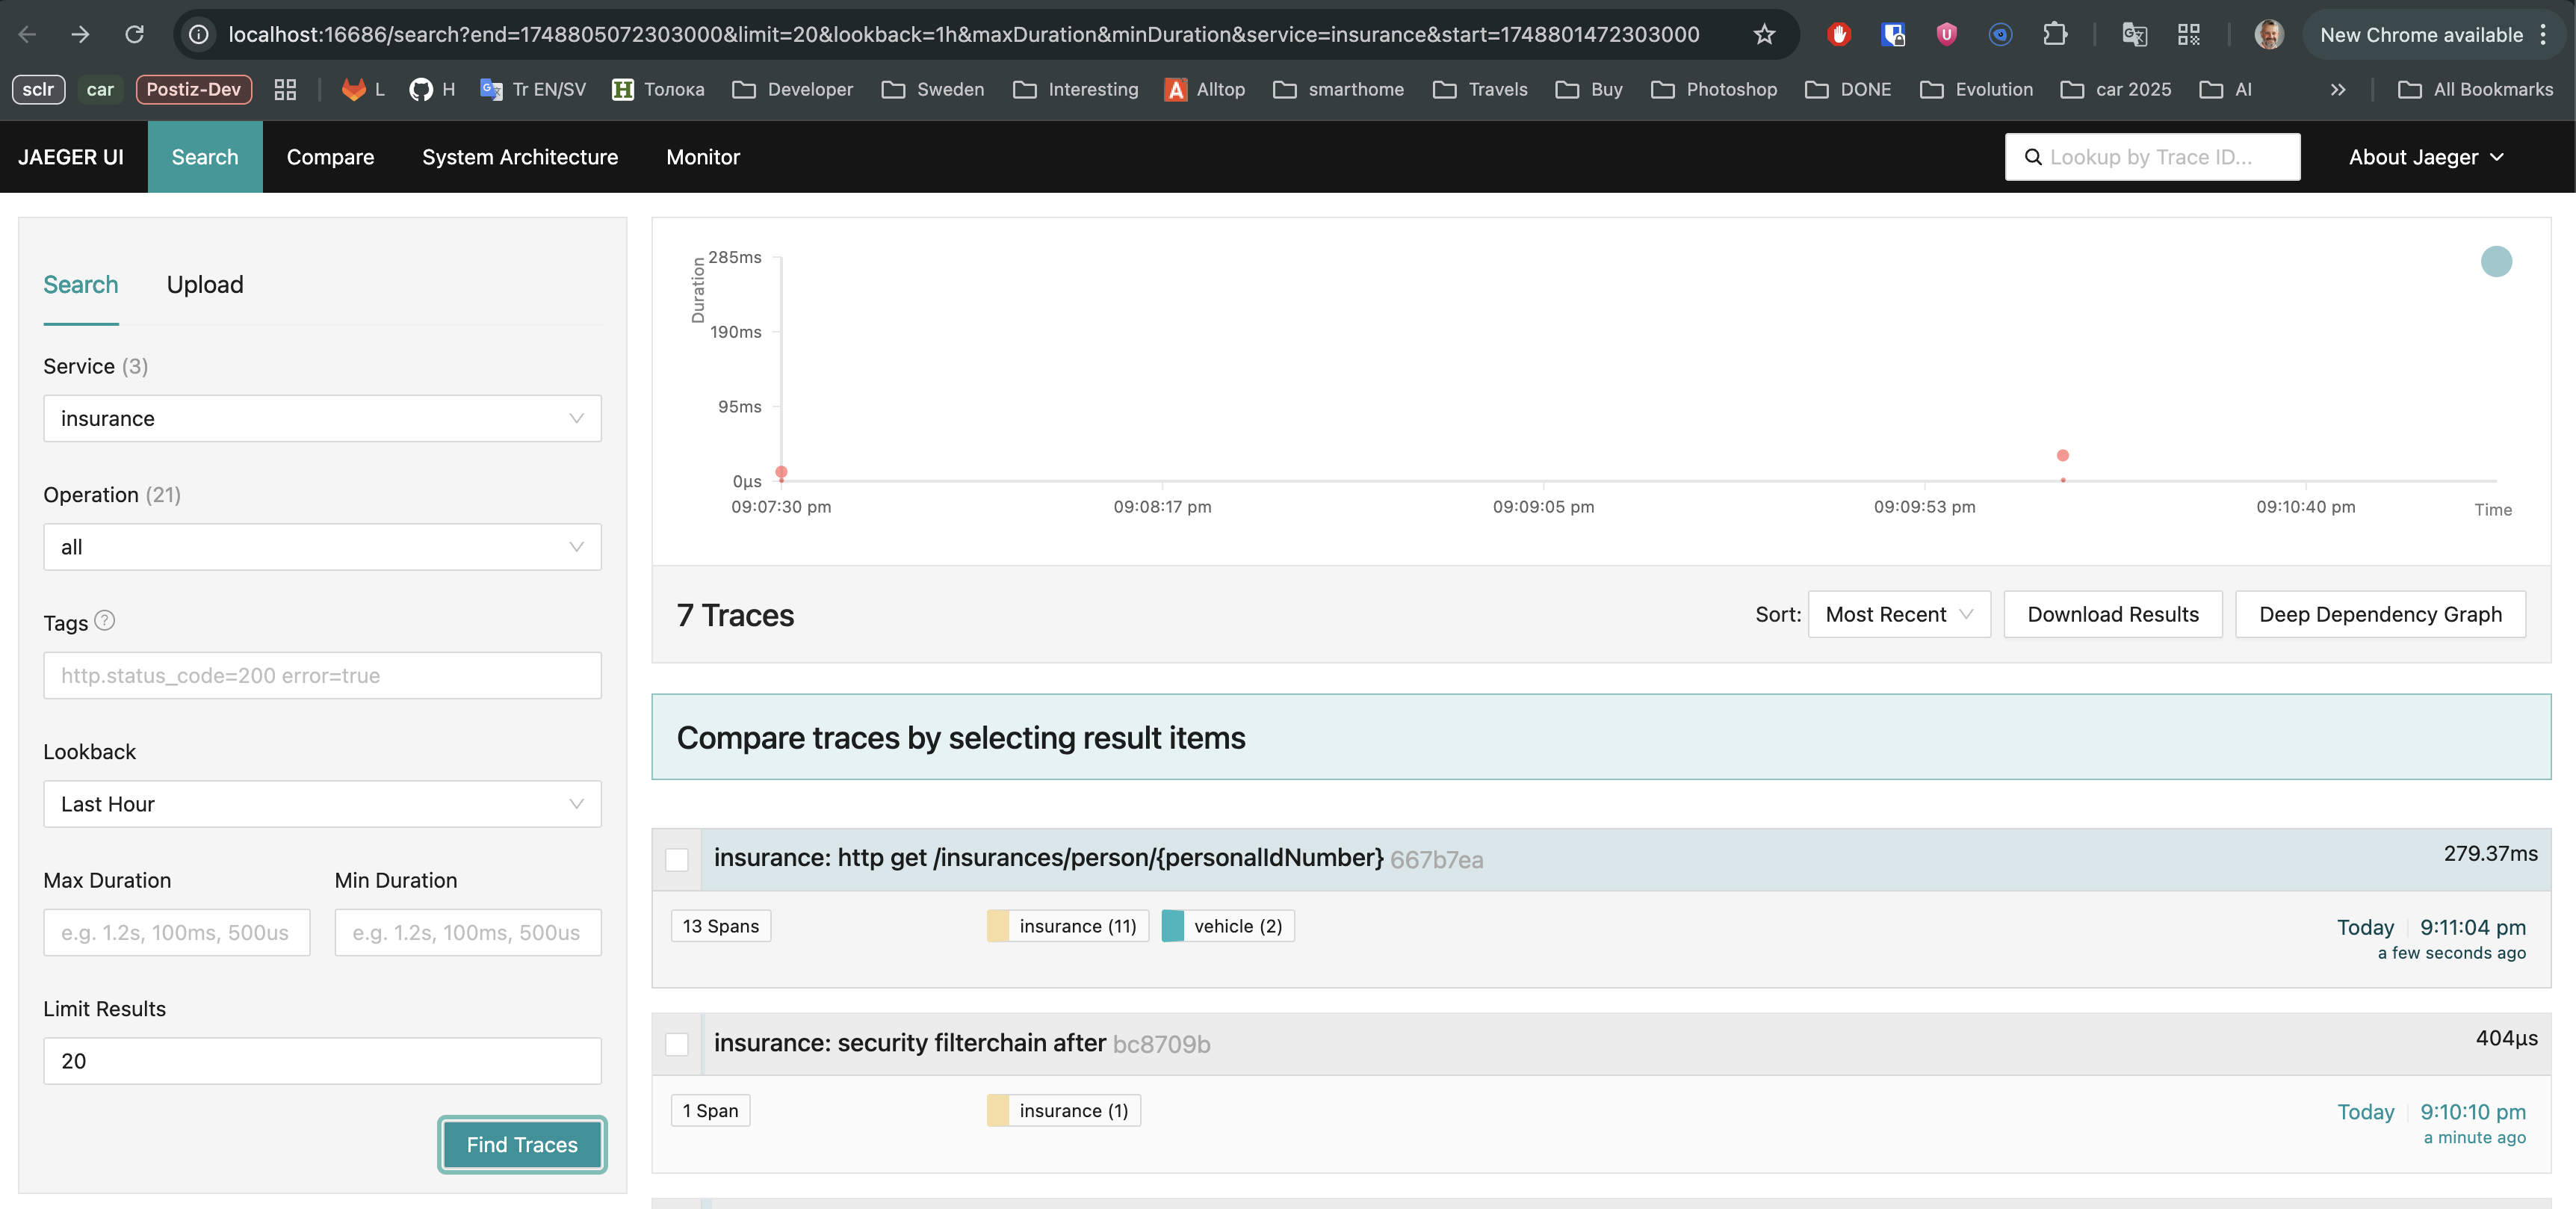 localhost:16686/search?end=1748805072303000&limit=20&lookback=1h&maxDuration&minDuration&service=insurance&start=1748801472303000
New Chrome available
sclr car Postiz-Dev L H Tr EN/SV Толока Developer Sweden Interesting Alltop smarthome Travels Buy Photoshop DONE Evolution car 2025 AI » All Bookmarks
JAEGER UI Search Compare System Architecture Monitor Lookup by Trace ID... About Jaeger
Search Upload
Service (3)
insurance
Operation (21)
all
Tags ?
http.status_code=200 error=true
Lookback
Last Hour
Max Duration Min Duration
e.g. 1.2s, 100ms, 500us e.g. 1.2s, 100ms, 500us
Limit Results
20
Find Traces
Duration
285ms
190ms
95ms
0μs
09:07:30 pm 09:08:17 pm 09:09:05 pm 09:09:53 pm 09:10:40 pm Time
7 Traces Sort: Most Recent Download Results Deep Dependency Graph
Compare traces by selecting result items
insurance: http get /insurances/person/{personalIdNumber} 667b7ea 279.37ms
13 Spans insurance (11) vehicle (2) Today 9:11:04 pm
a few seconds ago
insurance: security filterchain after bc8709b 404μs
1 Span insurance (1) Today 9:10:10 pm
a minute ago